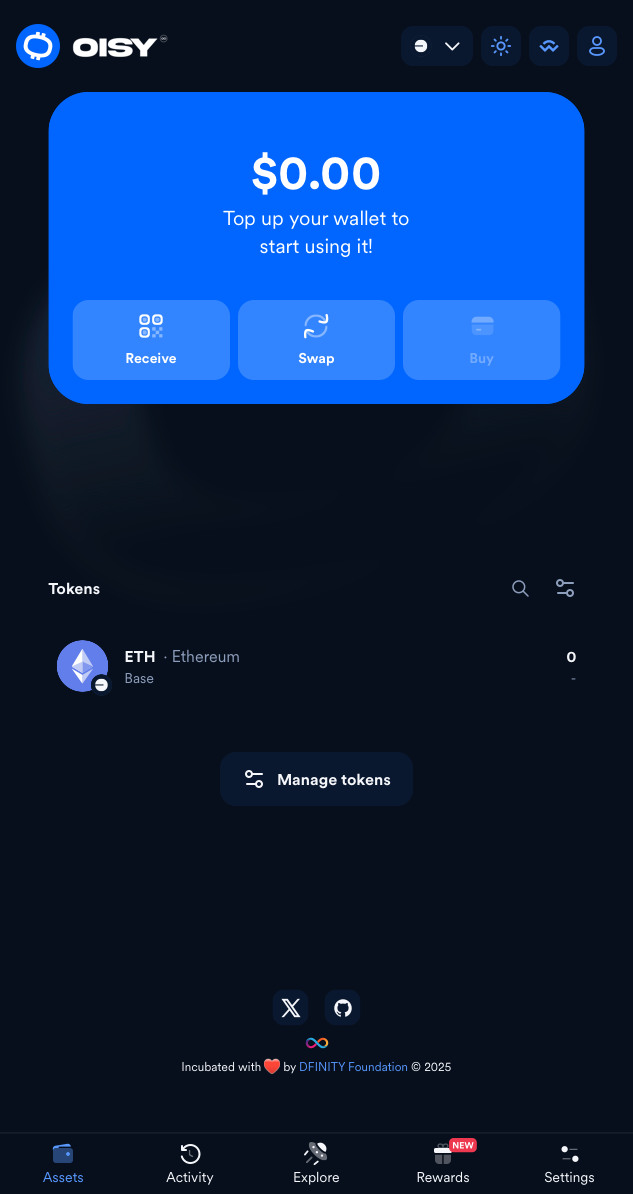 OISY
$0.00
Top up your wallet to
start using it!
Receive
Swap
Buy
Tokens
ETH · Ethereum
0
Base
-
Manage tokens
Incubated with ❤️ by DFINITY Foundation © 2025
NEW
Assets
Activity
Explore
Rewards
Settings